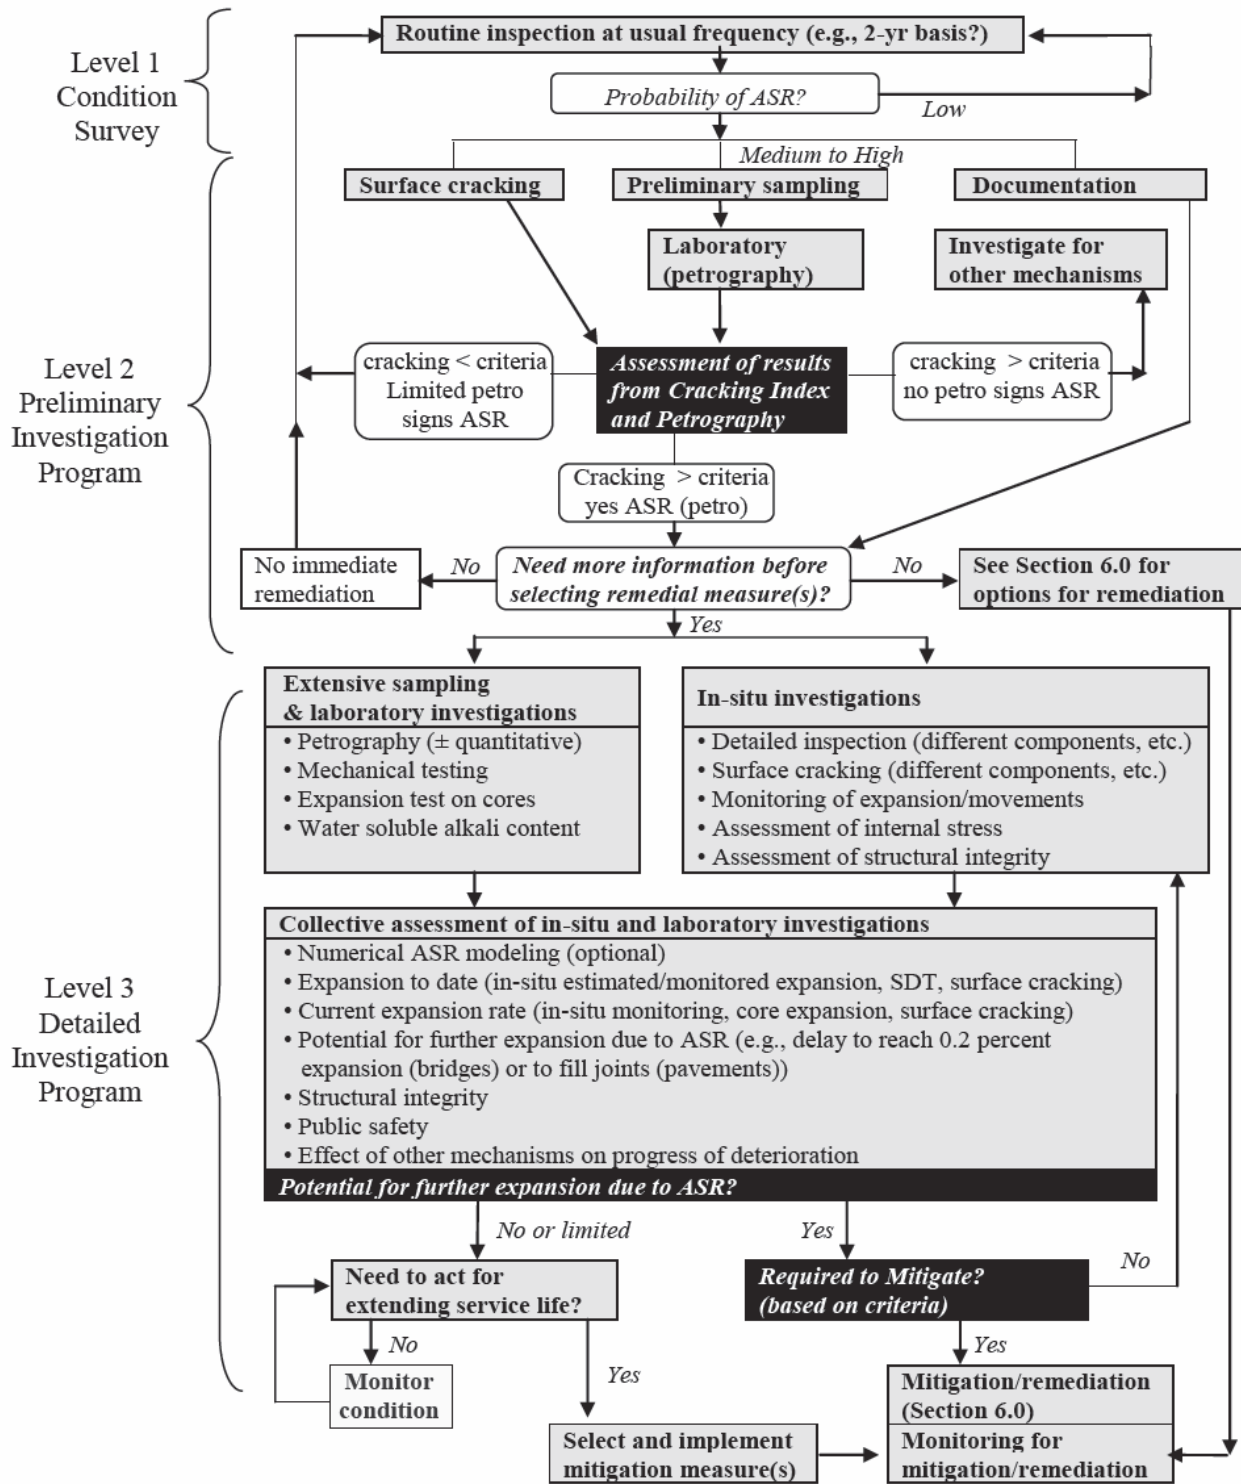 Level 1
Condition
Survey
Routine inspection at usual frequency (e.g., 2-yr basis?)
Probability of ASR?
Low
Medium to High
Level 2
Preliminary
Investigation
Program
Surface cracking
Preliminary sampling
Documentation
Laboratory
(petrography)
Investigate for
other mechanisms
cracking < criteria
Limited petro
signs ASR
Assessment of results
from Cracking Index
and Petrography
cracking > criteria
no petro signs ASR
Cracking > criteria
yes ASR (petro)
No immediate
remediation
No
Need more information before
selecting remedial measure(s)?
No
See Section 6.0 for
options for remediation
Yes
Level 3
Detailed
Investigation
Program
Extensive sampling
& laboratory investigations
• Petrography (± quantitative)
• Mechanical testing
• Expansion test on cores
• Water soluble alkali content
In-situ investigations
• Detailed inspection (different components, etc.)
• Surface cracking (different components, etc.)
• Monitoring of expansion/movements
• Assessment of internal stress
• Assessment of structural integrity
Collective assessment of in-situ and laboratory investigations
• Numerical ASR modeling (optional)
• Expansion to date (in-situ estimated/monitored expansion, SDT, surface cracking)
• Current expansion rate (in-situ monitoring, core expansion, surface cracking)
• Potential for further expansion due to ASR (e.g., delay to reach 0.2 percent
expansion (bridges) or to fill joints (pavements))
• Structural integrity
• Public safety
• Effect of other mechanisms on progress of deterioration
Potential for further expansion due to ASR?
No or limited
Yes
Need to act for
extending service life?
Required to Mitigate?
(based on criteria)
No
No
Yes
Yes
Monitor
condition
Select and implement
mitigation measure(s)
Mitigation/remediation
(Section 6.0)
Monitoring for
mitigation/remediation